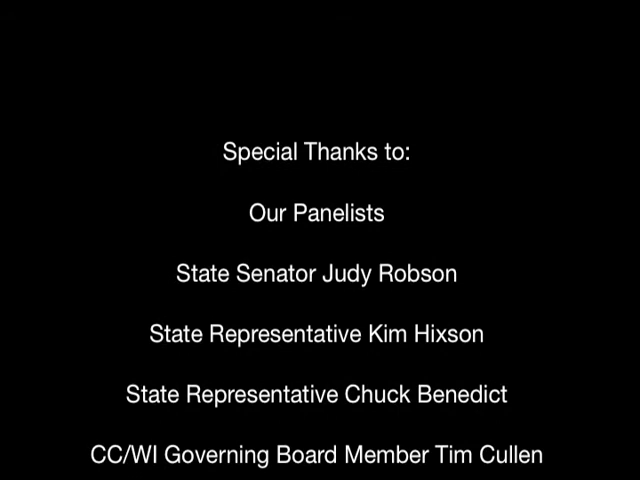 Special Thanks to:
Our Panelists
State Senator Judy Robson
State Representative Kim Hixson
State Representative Chuck Benedict
CC/WI Governing Board Member Tim Cullen